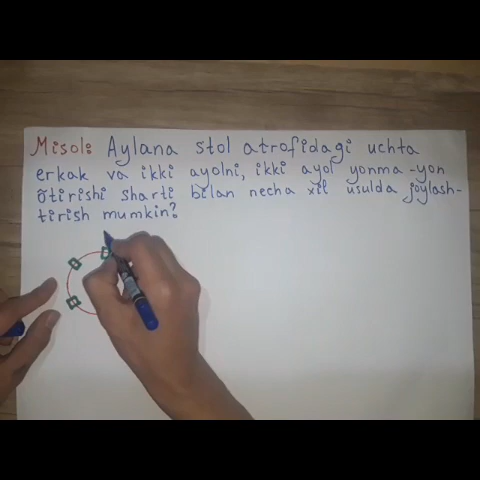 Misol: Aylana stol atrofidagi uchta
erkak va ikki ayolni, ikki ayol yonma-yon
õtirishi sharti bilan necha xil usulda joylash-
tirish mumkin?